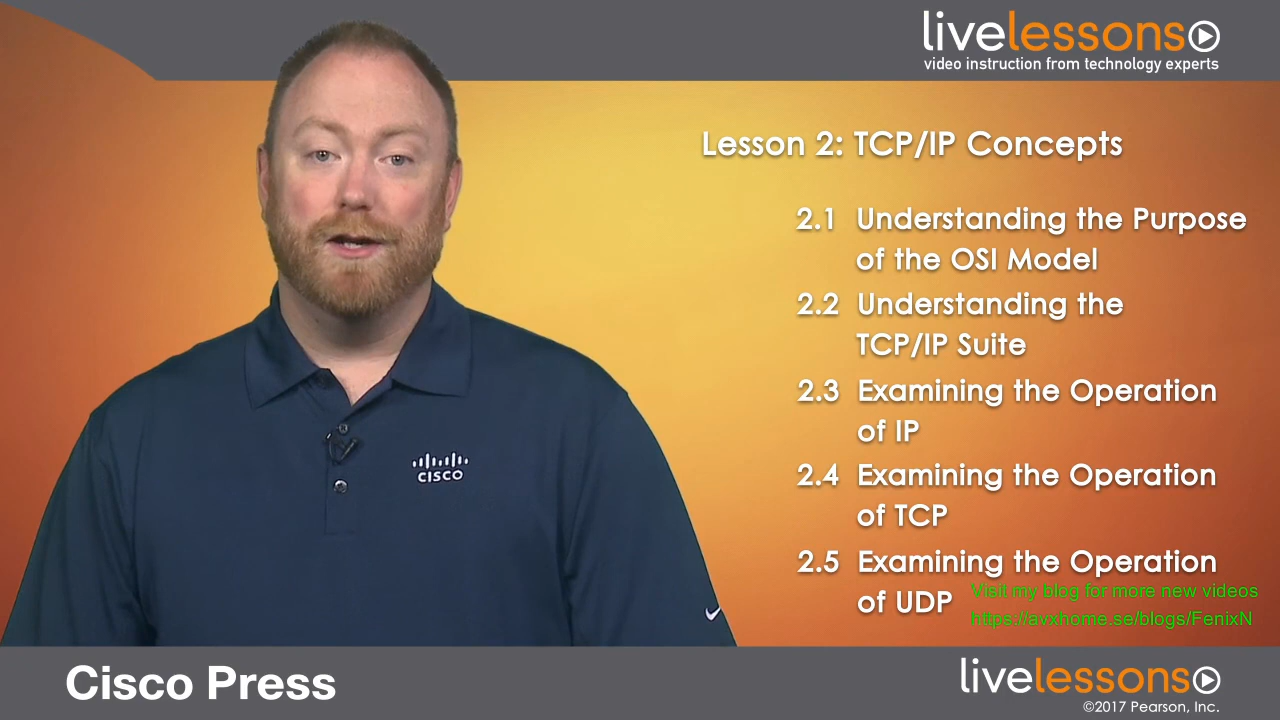 livelessons
video instruction from technology experts
Lesson 2: TCP/IP Concepts
2.1 Understanding the Purpose
of the OSI Model
2.2 Understanding the
TCP/IP Suite
2.3 Examining the Operation
of IP
2.4 Examining the Operation
of TCP
2.5 Examining the Operation
of UDP
Visit my blog for more new videos
https://avxhome.se/blogs/FenixN
CISCO
Cisco Press
livelessons
©2017 Pearson, Inc.